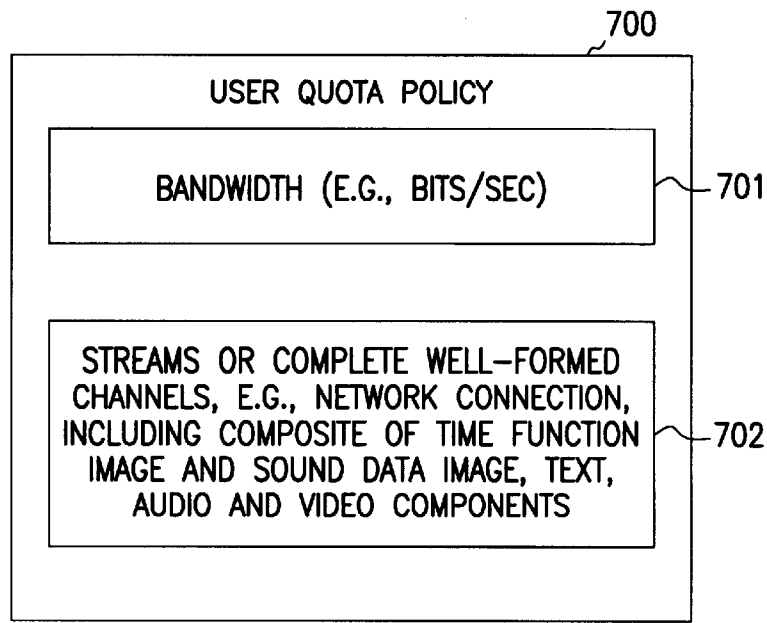 700
USER QUOTA POLICY
BANDWIDTH (E.G., BITS/SEC)
701
STREAMS OR COMPLETE WELL-FORMED
CHANNELS, E.G., NETWORK CONNECTION,
INCLUDING COMPOSITE OF TIME FUNCTION
IMAGE AND SOUND DATA IMAGE, TEXT,
AUDIO AND VIDEO COMPONENTS
702